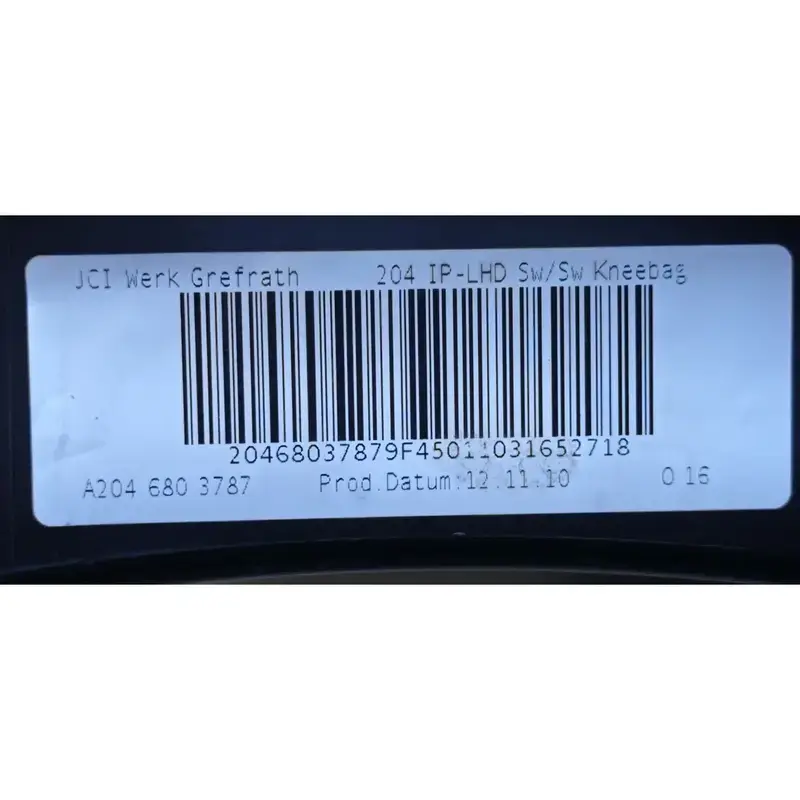 JCI Werk Grefrath 204 IP-LHD Sw/Sw Kneebag
20468037879F45011031652718
A204 680 3787 Prod.Datum:12.11.10 0 16